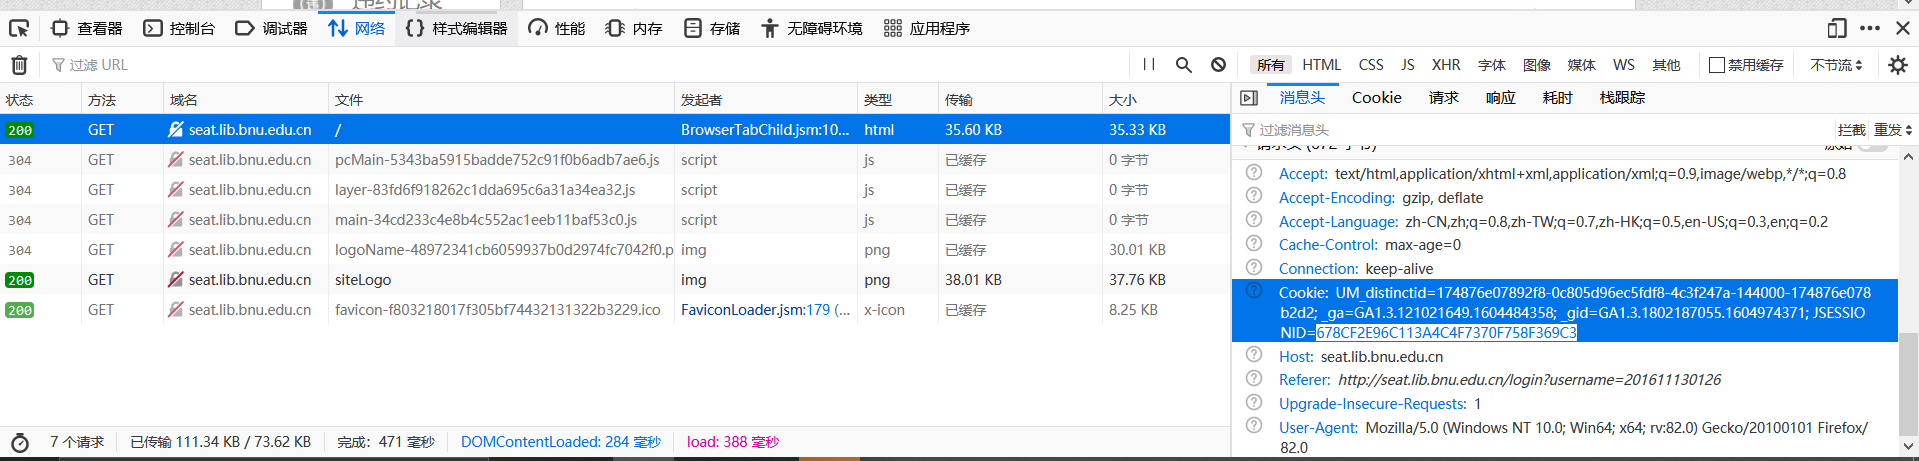 违约记录
查看器 控制台 调试器 网络 样式编辑器 性能 内存 存储 无障碍环境 应用程序
过滤 URL
所有 HTML CSS JS XHR 字体 图像 媒体 WS 其他 禁用缓存 不节流
状态 方法 域名 文件 发起者 类型 传输 大小
200 GET seat.lib.bnu.edu.cn / BrowserTabChild.jsm:10... html 35.60 KB 35.33 KB
304 GET seat.lib.bnu.edu.cn pcMain-5343ba5915badde752c91f0b6adb7ae6.js script js 已缓存 0 字节
304 GET seat.lib.bnu.edu.cn layer-83fd6f918262c1dda695c6a31a34ea32.js script js 已缓存 0 字节
304 GET seat.lib.bnu.edu.cn main-34cd233c4e8b4c552ac1eeb11baf53c0.js script js 已缓存 0 字节
304 GET seat.lib.bnu.edu.cn logoName-48972341cb6059937b0d2974fc7042f0.p img png 已缓存 30.01 KB
200 GET seat.lib.bnu.edu.cn siteLogo img png 38.01 KB 37.76 KB
200 GET seat.lib.bnu.edu.cn favicon-f803218017f305bf74432131322b3229.ico FaviconLoader.jsm:179 (... x-icon 已缓存 8.25 KB
7 个请求 已传输 111.34 KB / 73.62 KB 完成：471 毫秒 DOMContentLoaded: 284 毫秒 load: 388 毫秒
消息头 Cookie 请求 响应 耗时 栈跟踪
过滤消息头 拦截 重发
请求头 (672 字节) 原始
Accept: text/html,application/xhtml+xml,application/xml;q=0.9,image/webp,*/*;q=0.8
Accept-Encoding: gzip, deflate
Accept-Language: zh-CN,zh;q=0.8,zh-TW;q=0.7,zh-HK;q=0.5,en-US;q=0.3,en;q=0.2
Cache-Control: max-age=0
Connection: keep-alive
Cookie: UM_distinctid=174876e07892f8-0c805d96ec5fdf8-4c3f247a-144000-174876e078
b2d2; _ga=GA1.3.121021649.1604484358; _gid=GA1.3.1802187055.1604974371; JSESSIO
NID=678CF2E96C113A4C4F7370F758F369C3
Host: seat.lib.bnu.edu.cn
Referer: http://seat.lib.bnu.edu.cn/login?username=201611130126
Upgrade-Insecure-Requests: 1
User-Agent: Mozilla/5.0 (Windows NT 10.0; Win64; x64; rv:82.0) Gecko/20100101 Firefox/
82.0